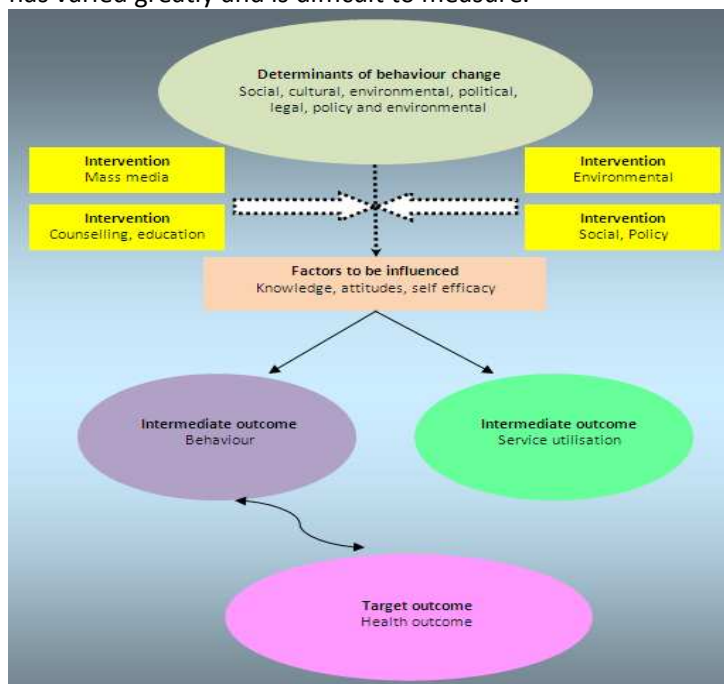 has varied greatly and is difficult to measure.
Determinants of behaviour change
Social, cultural, environmental, political,
legal, policy and environmental
Intervention
Mass media
Intervention
Environmental
Intervention
Counselling, education
Intervention
Social, Policy
Factors to be influenced
Knowledge, attitudes, self efficacy
Intermediate outcome
Behaviour
Intermediate outcome
Service utilisation
Target outcome
Health outcome